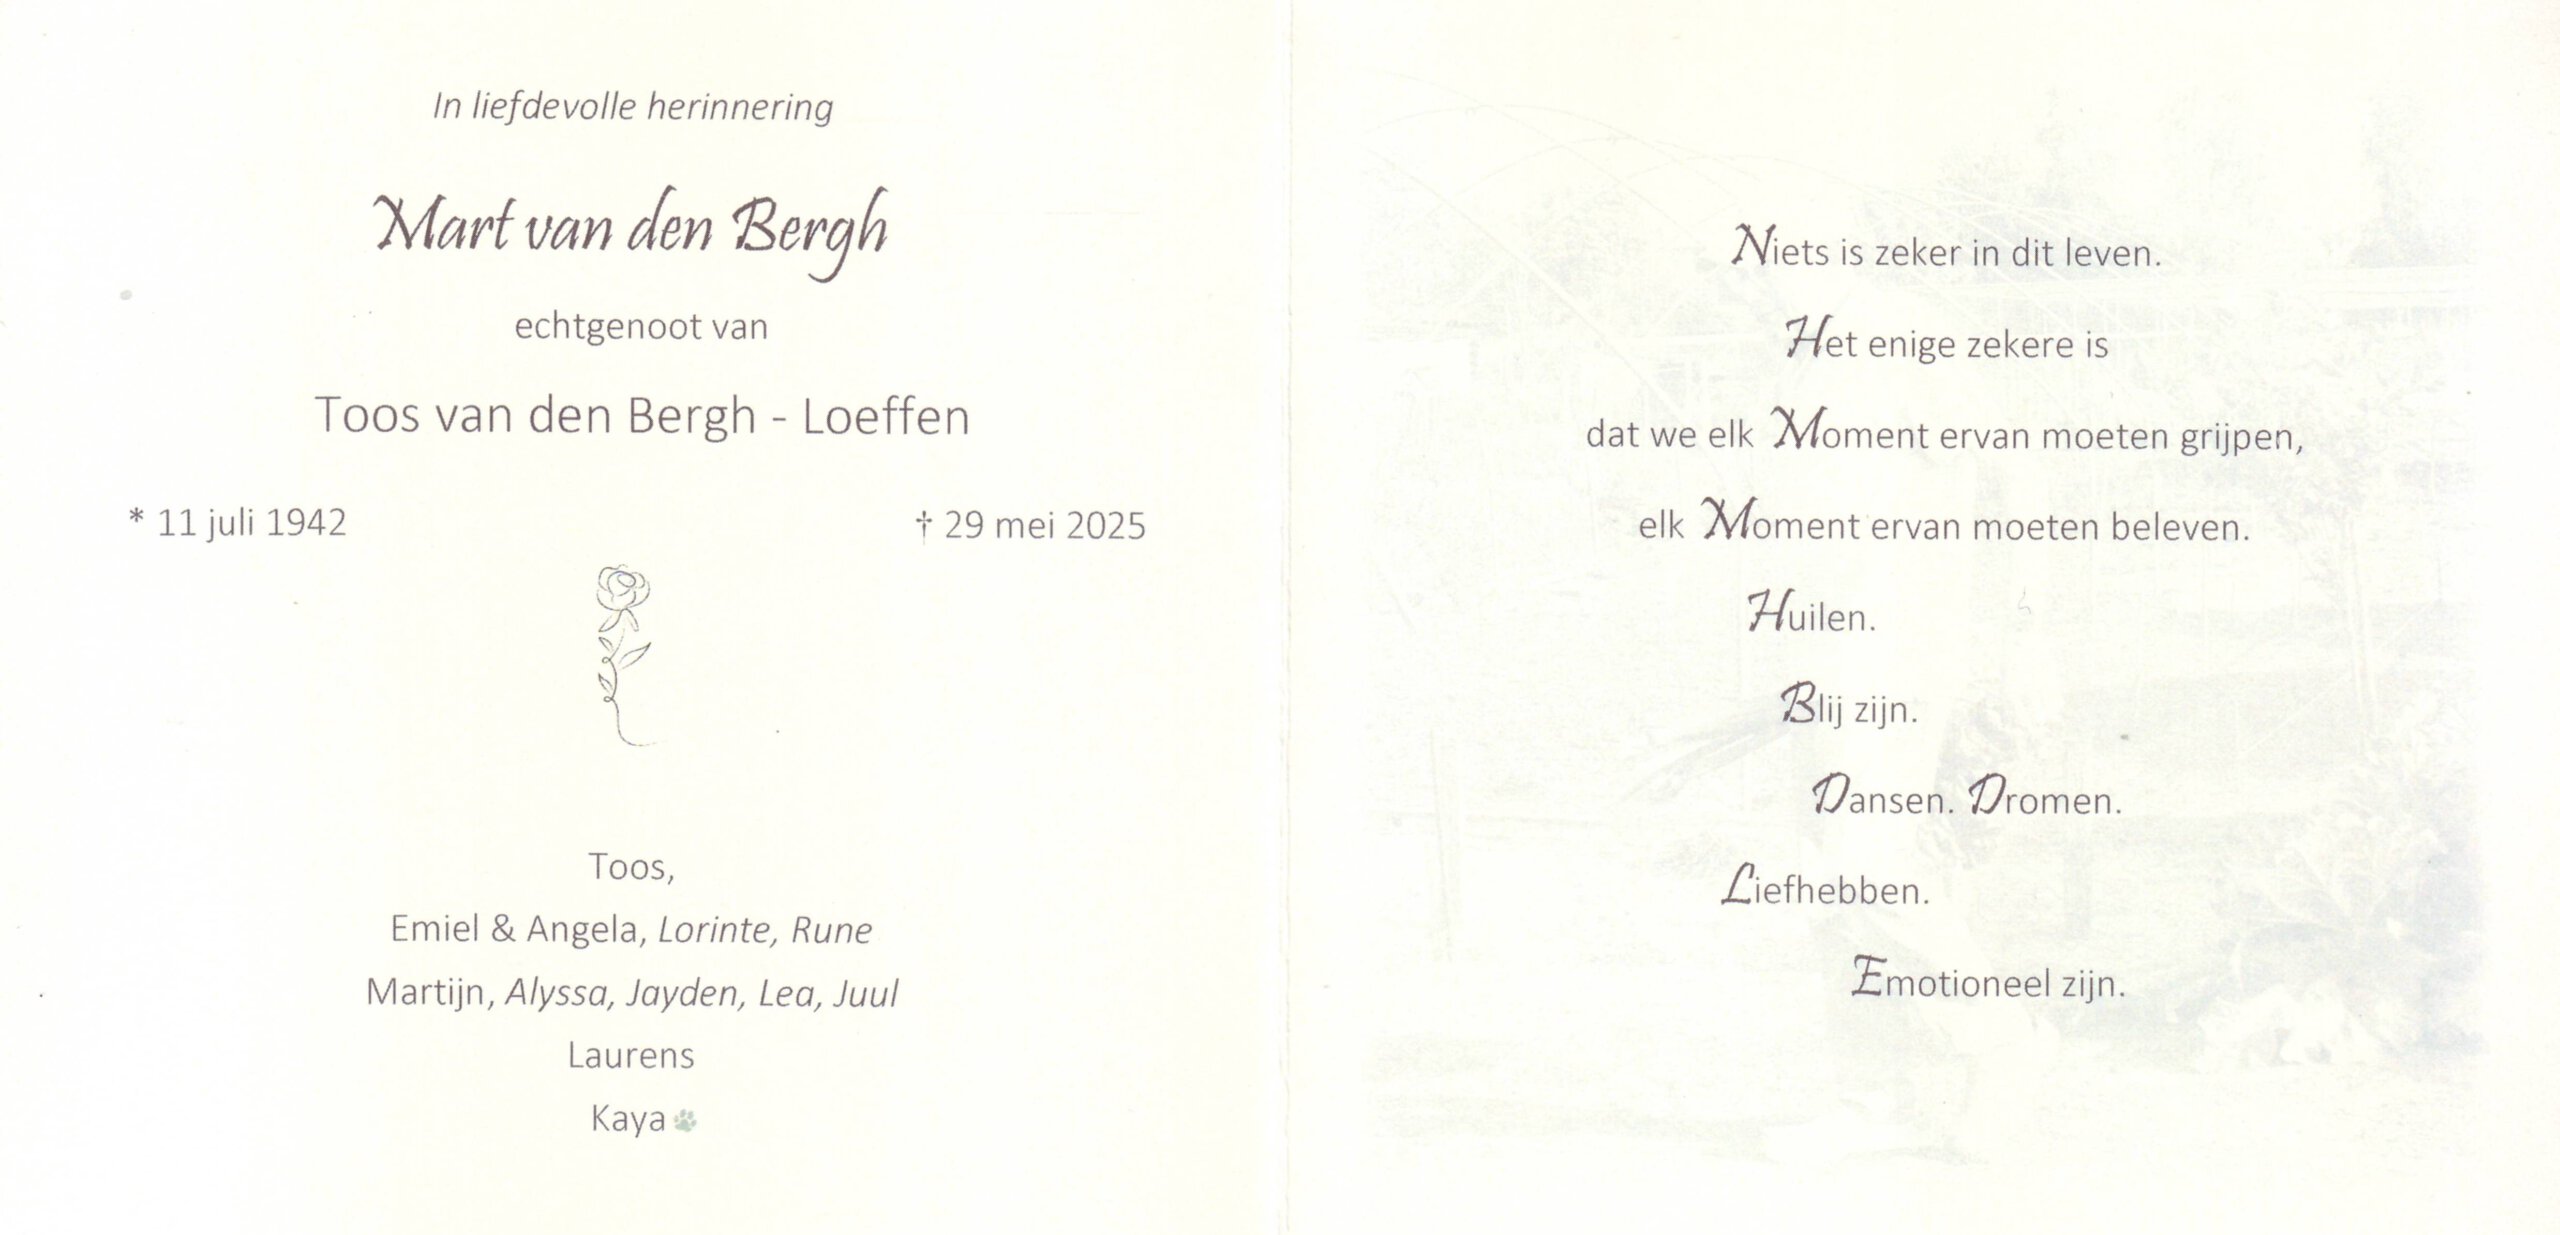 In liefdevolle herinnering
Mart van den Bergh
echtgenoot van
Toos van den Bergh - Loeffen
* 11 juli 1942
† 29 mei 2025
Toos,
Emiel & Angela, Lorinte, Rune
Martijn, Alyssa, Jayden, Lea, Juul
Laurens
Kaya
Niets is zeker in dit leven.
Het enige zekere is
dat we elk Moment ervan moeten grijpen,
elk Moment ervan moeten beleven.
Huilen.
Blij zijn.
Dansen. Dromen.
Liefhebben.
Emotioneel zijn.